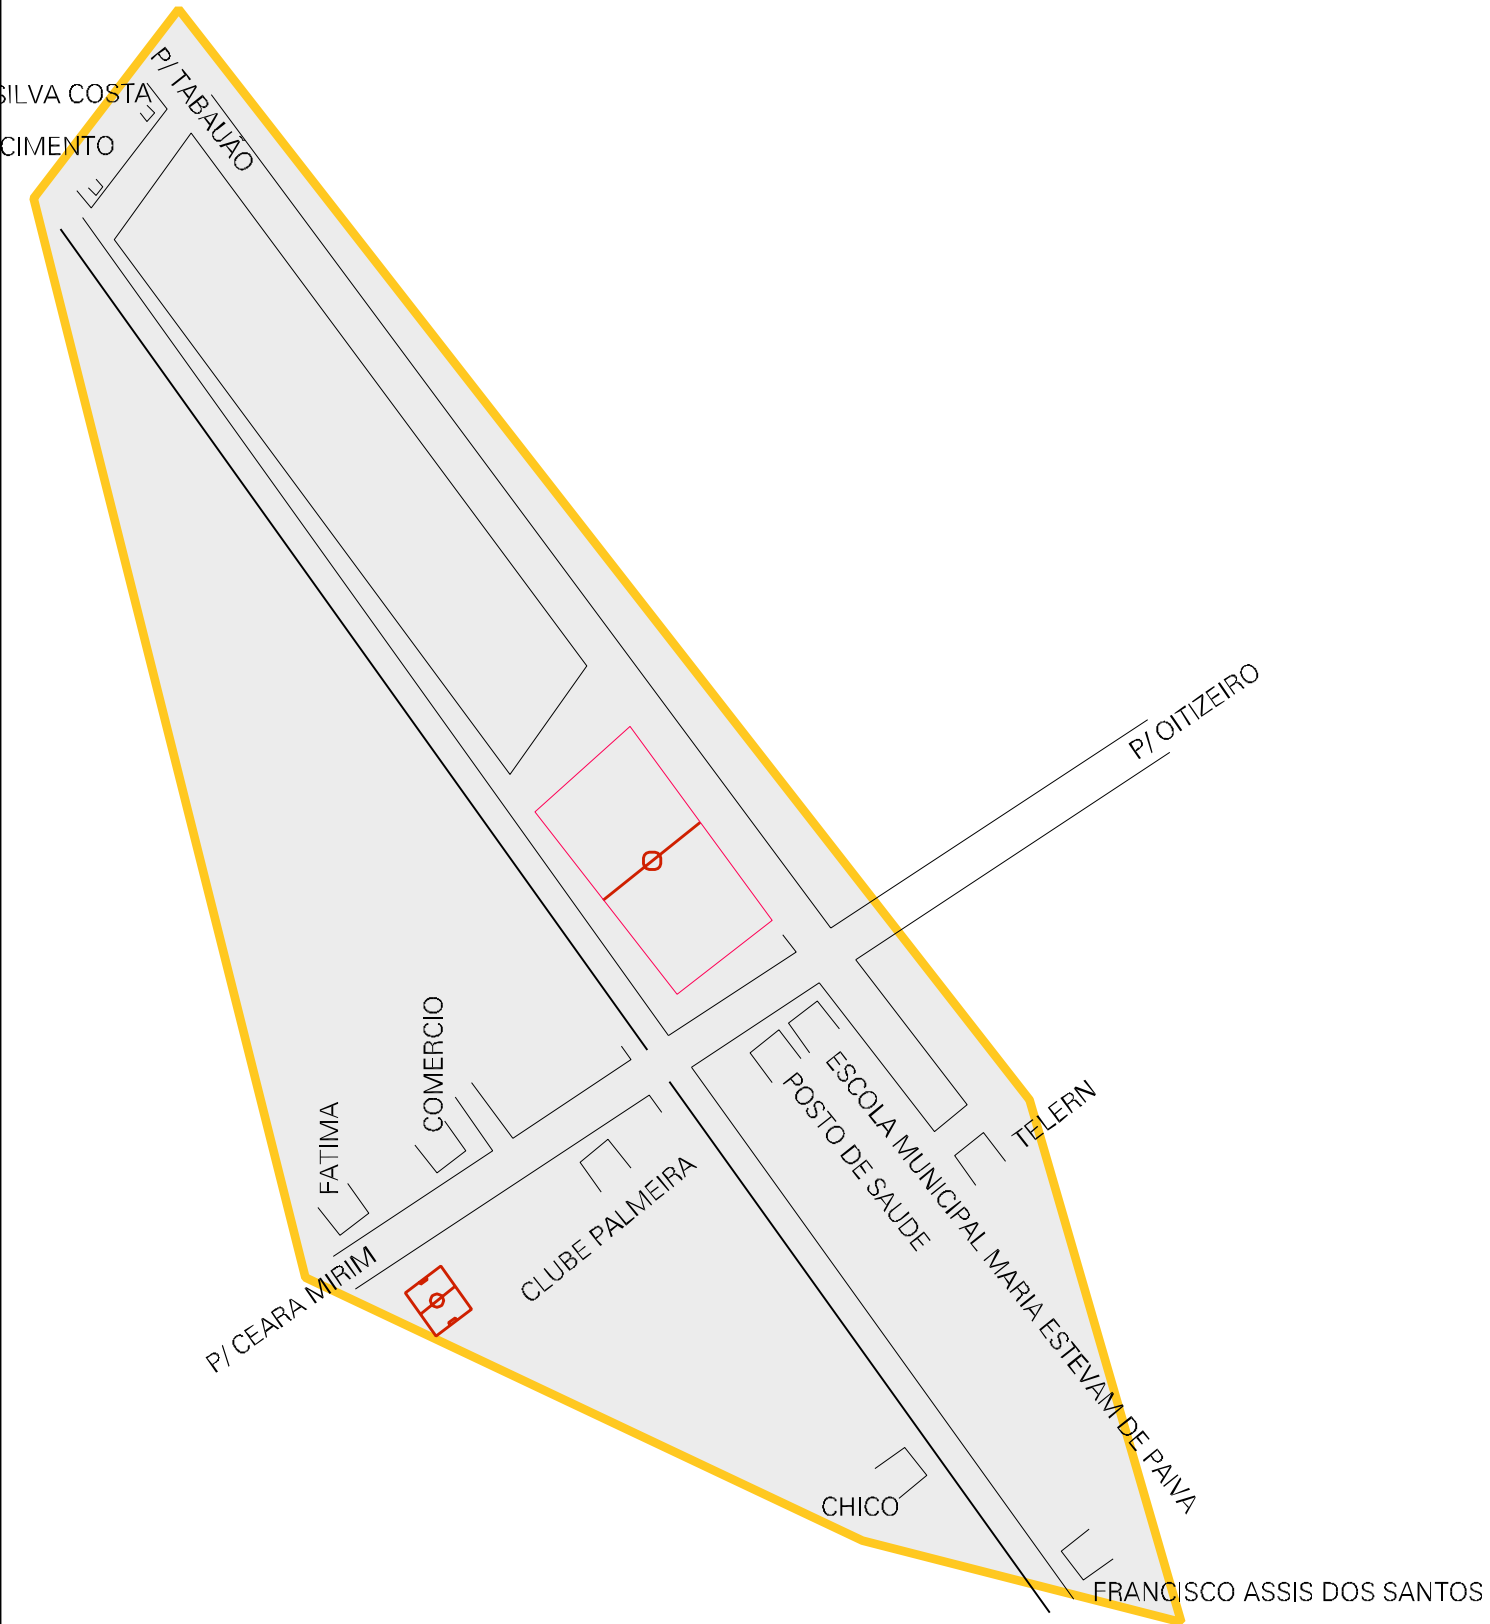 P/ TABAUÃO
SILVA COSTA
CIMENTO
P/ OITIZEIRO
COMERCIO
FATIMA
TELERN
ESCOLA MUNICIPAL MARIA ESTEVAM DE PAIVA
POSTO DE SAUDE
CLUBE PALMEIRA
P/ CEARA MIRIM
CHICO
FRANCISCO ASSIS DOS SANTOS